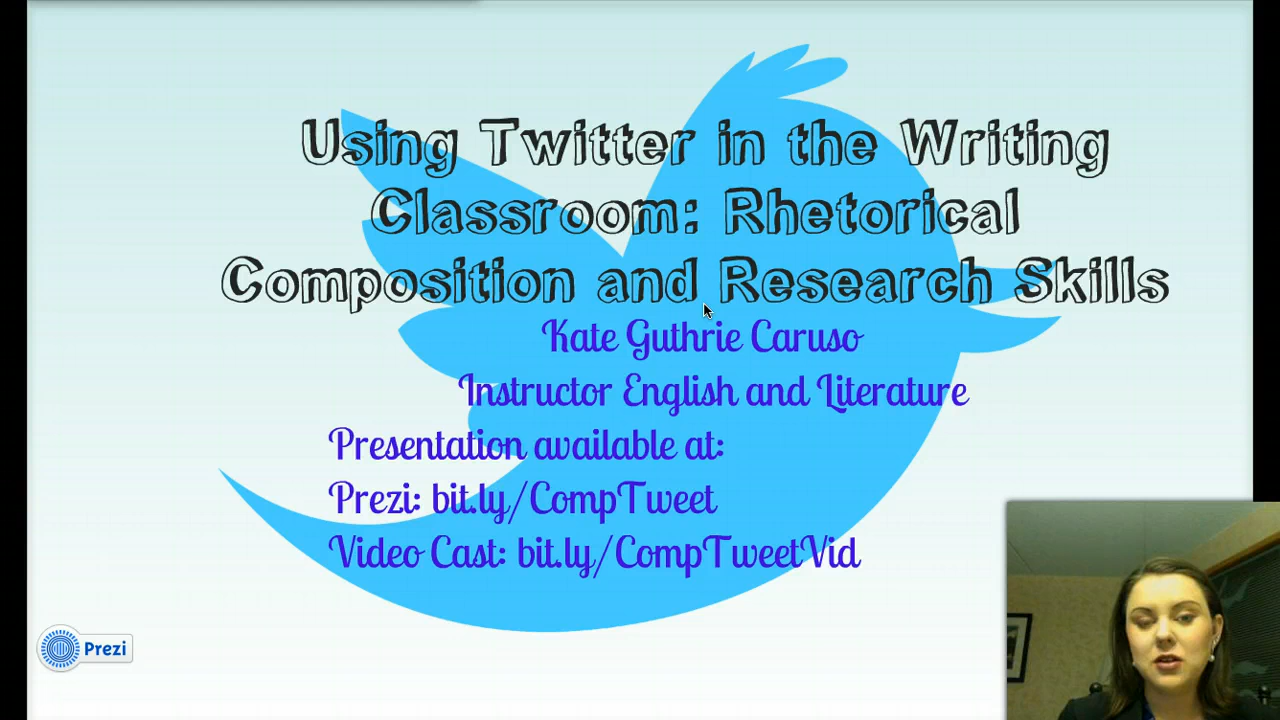 Using Twitter in the Writing
Classroom: Rhetorical
Composition and Research Skills
Kate Guthrie Caruso
Instructor English and Literature
Presentation available at:
Prezi: bit.ly/CompTweet
Video Cast: bit.ly/CompTweetVid
Prezi